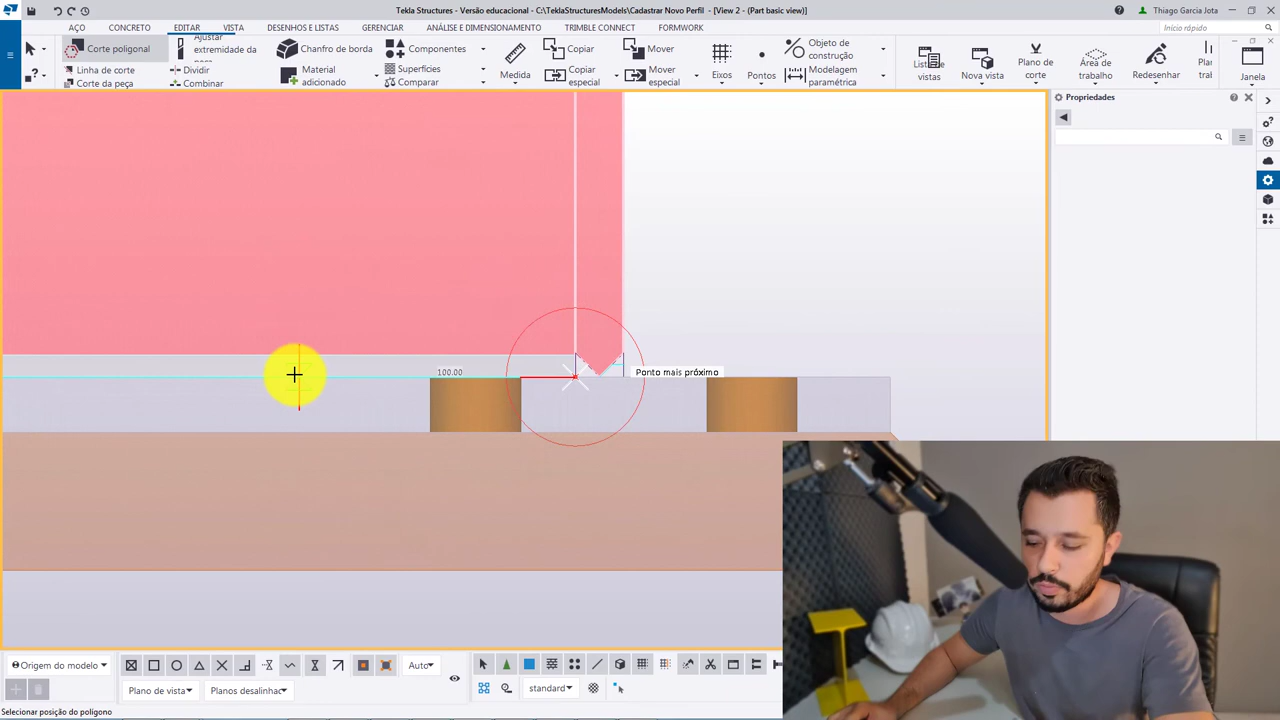 Tekla Structures - Versão educacional - C:\TeklaStructuresModels\Cadastrar Novo Perfil - [View 2 - (Part basic view)]
Thiago Garcia Jota
AÇO
CONCRETO
EDITAR
VISTA
DESENHOS E LISTAS
GERENCIAR
ANÁLISE E DIMENSIONAMENTO
TRIMBLE CONNECT
FORMWORK
Início rápido
Corte poligonal
Linha de corte
Corte da peça
Ajustar
extremidade da
Dividir
Combinar
Chanfro de borda
Material
adicionado
Componentes
Superfícies
Comparar
Medida
Copiar
Copiar
especial
Mover
Mover
especial
Eixos
Pontos
Objeto de
construção
Modelagem
paramétrica
vistas
Nova vista
Plano de
corte
Área de
trabalho
Redesenhar
Janela
Propriedades
100.00
Ponto mais próximo
Origem do modelo
Auto
Plano de vista
Planos desalinha
standard
Selecionar posição do polígono